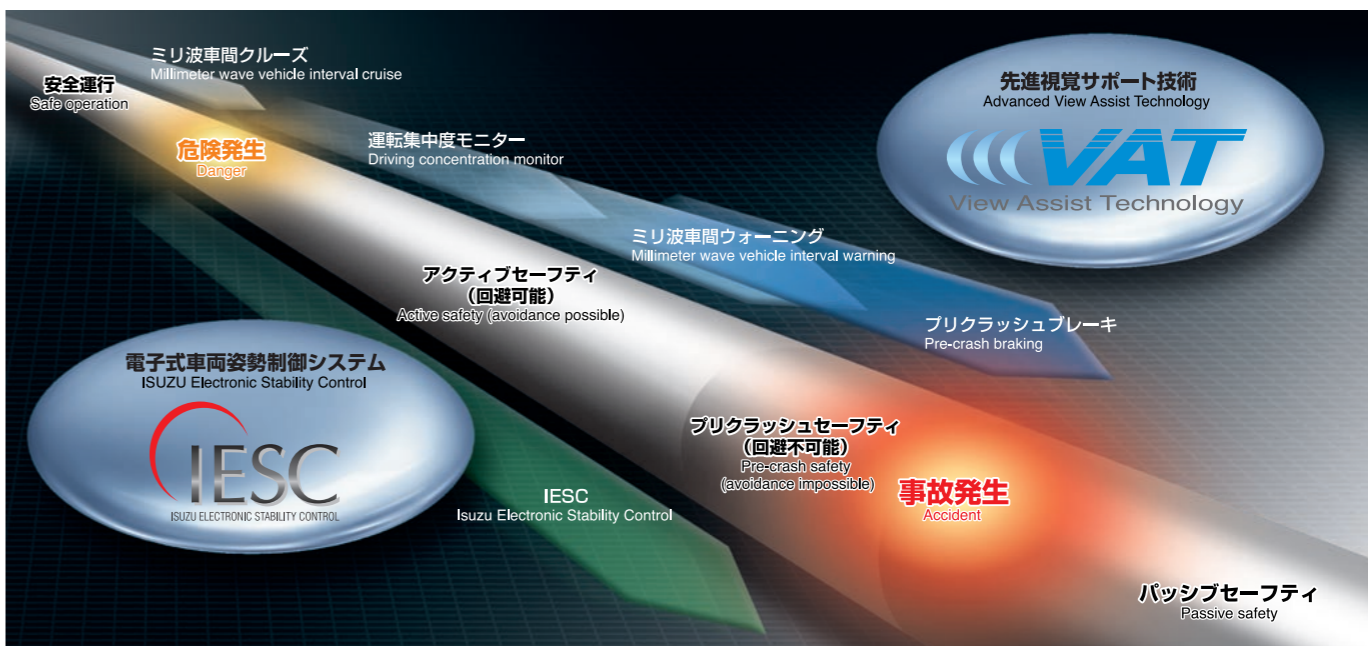 ミリ波車間クルーズ
Millimeter wave vehicle interval cruise
安全運行
Safe operation
先進視覚サポート技術
Advanced View Assist Technology
VAT
View Assist Technology
危険発生
Danger
運転集中度モニター
Driving concentration monitor
ミリ波車間ウォーニング
Millimeter wave vehicle interval warning
アクティブセーフティ
（回避可能）
Active safety (avoidance possible)
プリクラッシュブレーキ
Pre-crash braking
電子式車両姿勢制御システム
ISUZU Electronic Stability Control
IESC
ISUZU ELECTRONIC STABILITY CONTROL
プリクラッシュセーフティ
（回避不可能）
Pre-crash safety
(avoidance impossible)
事故発生
Accident
IESC
Isuzu Electronic Stability Control
パッシブセーフティ
Passive safety